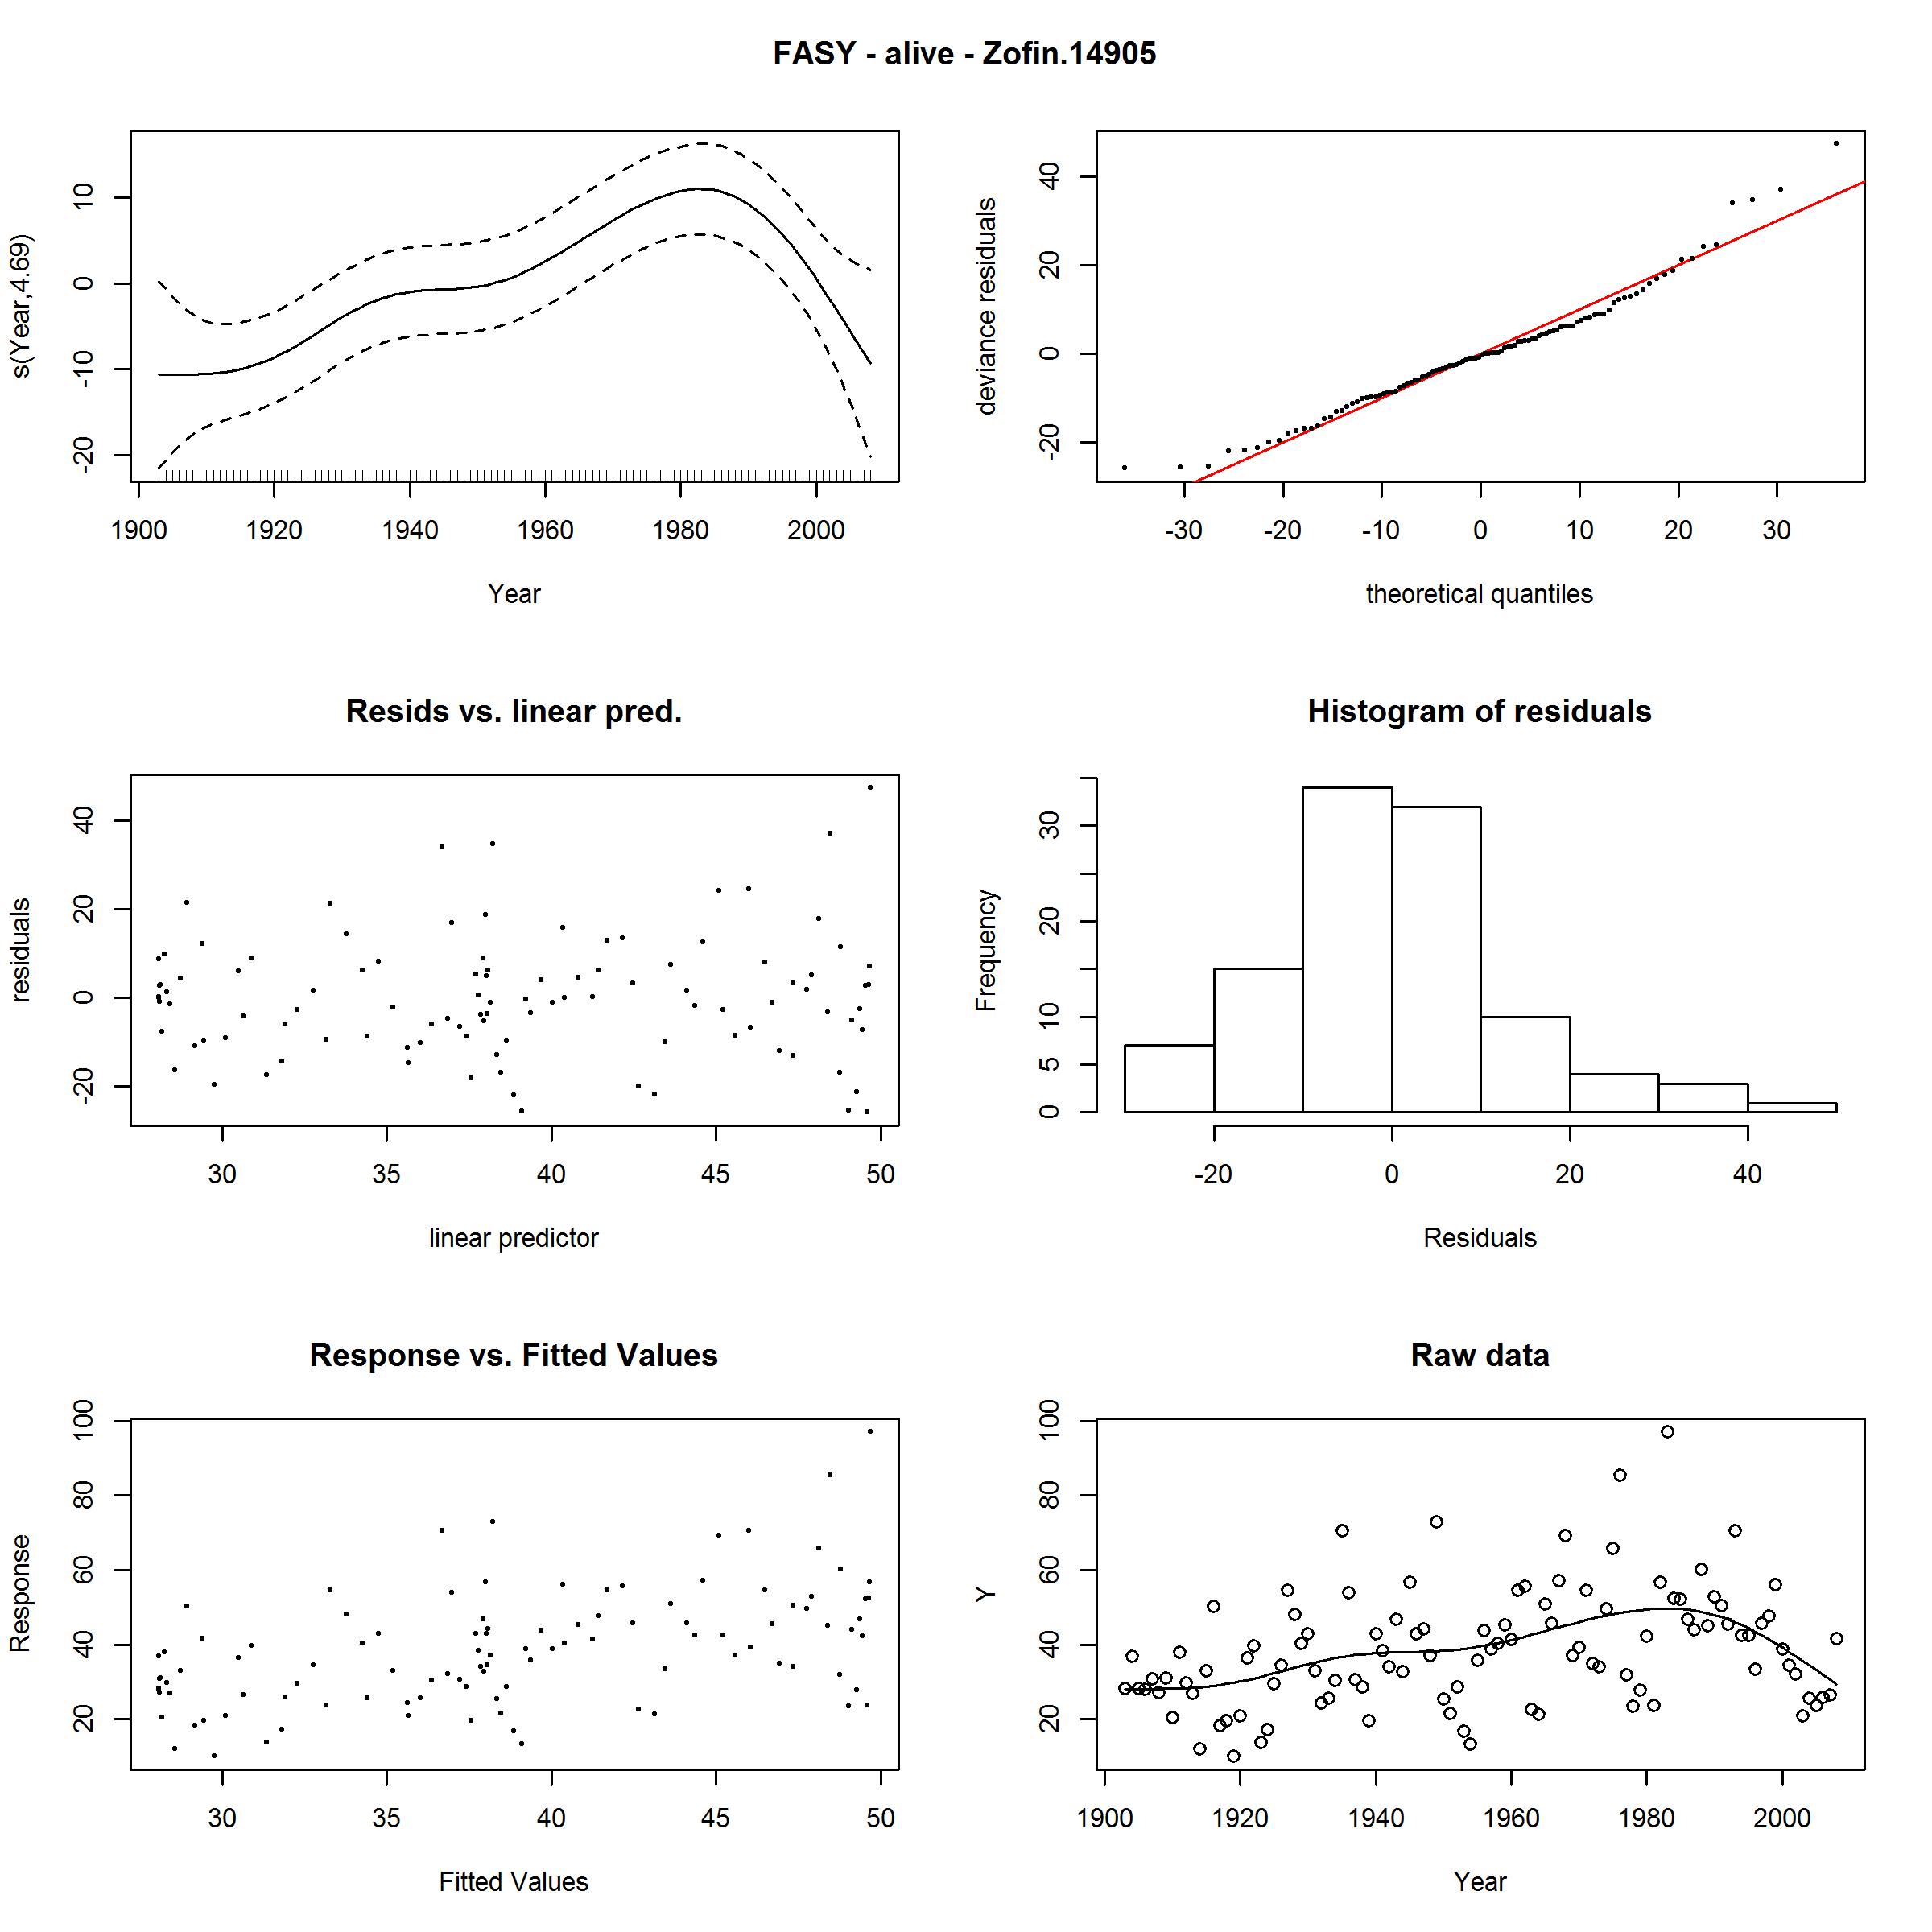 FASY - alive - Zofin.14905
s(Year,4.69)
10
0
-10
-20
1900 1920 1940 1960 1980 2000
Year
deviance residuals
40
20
0
-20
-30 -20 -10 0 10 20 30
theoretical quantiles
Resids vs. linear pred.
residuals
40
20
0
-20
30 35 40 45 50
linear predictor
Histogram of residuals
Frequency
30
20
10
5
0
-20 0 20 40
Residuals
Response vs. Fitted Values
Response
100
80
60
40
20
30 35 40 45 50
Fitted Values
Raw data
Y
100
80
60
40
20
1900 1920 1940 1960 1980 2000
Year